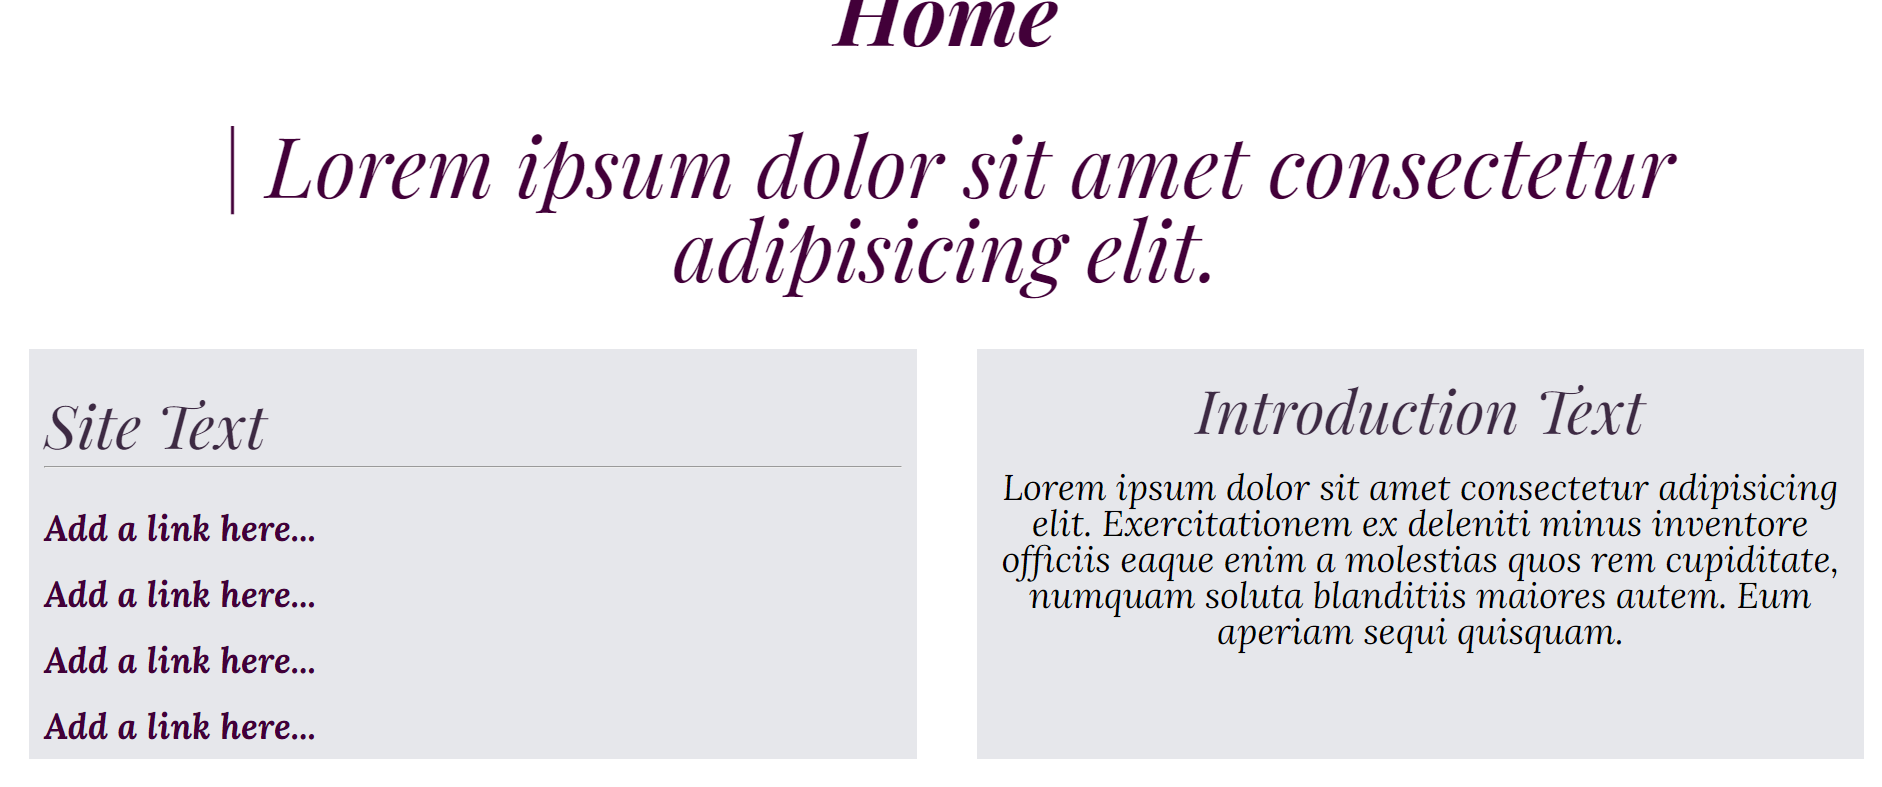 Home
| Lorem ipsum dolor sit amet consectetur
adipisicing elit.
Site Text
Add a link here...
Add a link here...
Add a link here...
Add a link here...
Introduction Text
Lorem ipsum dolor sit amet consectetur adipisicing
elit. Exercitationem ex deleniti minus inventore
officiis eaque enim a molestias quos rem cupiditate,
numquam soluta blanditiis maiores autem. Eum
aperiam sequi quisquam.